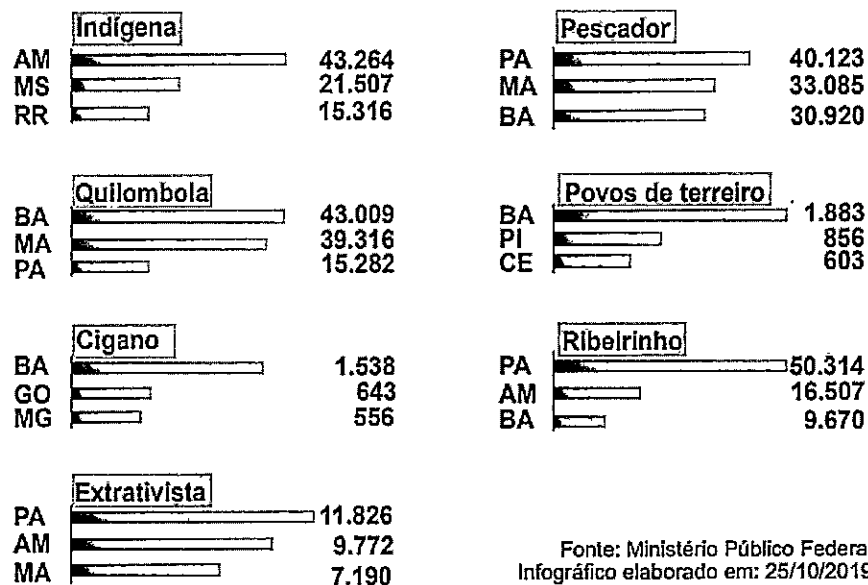 Indígena
AM 43.264
MS 21.507
RR 15.316
Pescador
PA 40.123
MA 33.085
BA 30.920
Quilombola
BA 43.009
MA 39.316
PA 15.282
Povos de terreiro
BA 1.883
PI 856
CE 603
Cigano
BA 1.538
GO 643
MG 556
Ribeirinho
PA 50.314
AM 16.507
BA 9.670
Extrativista
PA 11.826
AM 9.772
MA 7.190
Fonte: Ministério Público Federa
Infográfico elaborado em: 25/10/2019